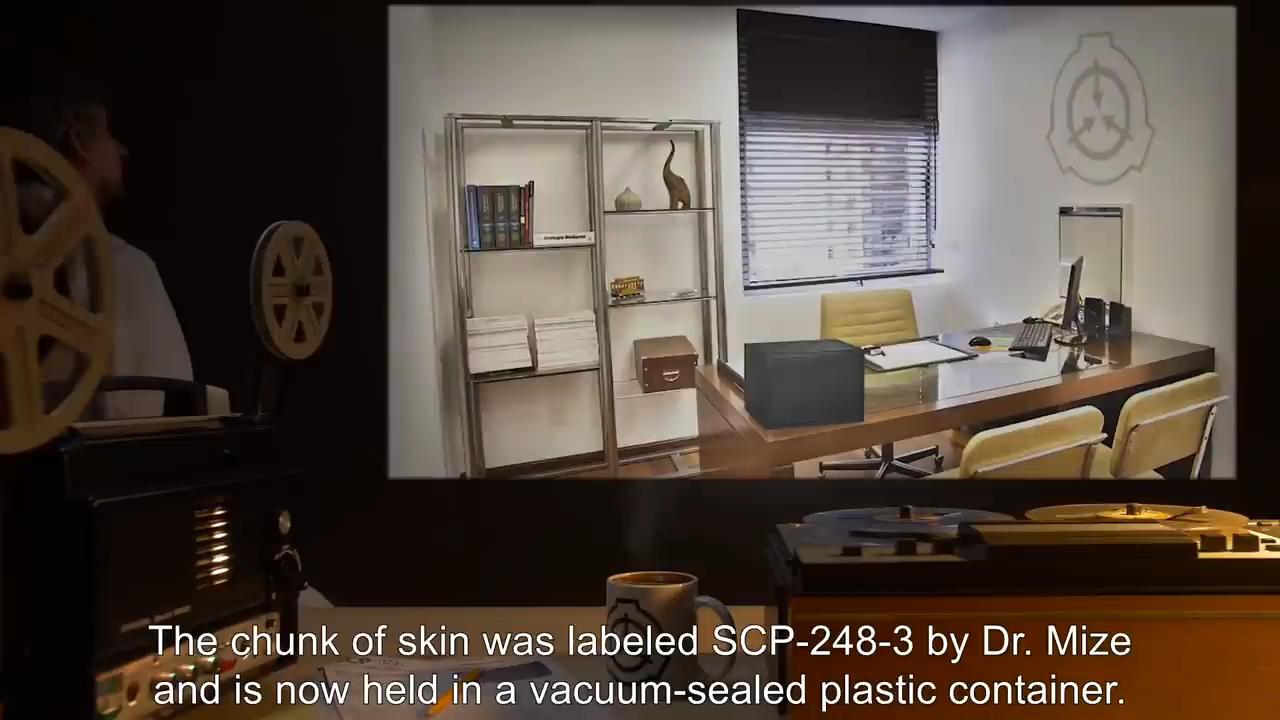 The chunk of skin was labeled SCP-248-3 by Dr. Mize
and is now held in a vacuum-sealed plastic container.